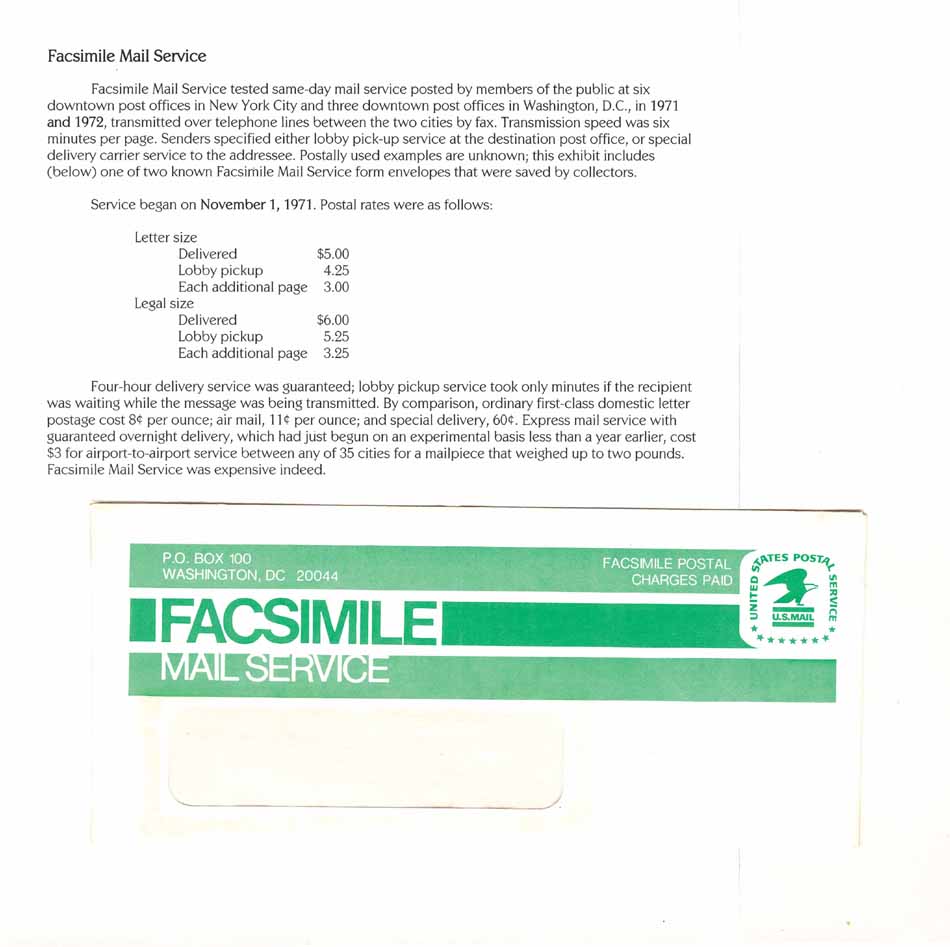 Facsimile Mail Service
Facsimile Mail Service tested same-day mail service posted by members of the public at six
downtown post offices in New York City and three downtown post offices in Washington, D.C., in 1971
and 1972, transmitted over telephone lines between the two cities by fax. Transmission speed was six
minutes per page. Senders specified either lobby pick-up service at the destination post office, or special
delivery carrier service to the addressee. Postally used examples are unknown; this exhibit includes
(below) one of two known Facsimile Mail Service form envelopes that were saved by collectors.
Service began on November 1, 1971. Postal rates were as follows:
Letter size
Delivered $5.00
Lobby pickup 4.25
Each additional page 3.00
Legal size
Delivered $6.00
Lobby pickup 5.25
Each additional page 3.25
Four-hour delivery service was guaranteed; lobby pickup service took only minutes if the recipient
was waiting while the message was being transmitted. By comparison, ordinary first-class domestic letter
postage cost 8¢ per ounce; air mail, 11¢ per ounce; and special delivery, 60¢. Express mail service with
guaranteed overnight delivery, which had just begun on an experimental basis less than a year earlier, cost
$3 for airport-to-airport service between any of 35 cities for a mailpiece that weighed up to two pounds.
Facsimile Mail Service was expensive indeed.
P.O. BOX 100
WASHINGTON, DC 20044
FACSIMILE POSTAL
CHARGES PAID
UNITED STATES POSTAL SERVICE
U.S.MAIL
FACSIMILE
MAIL SERVICE